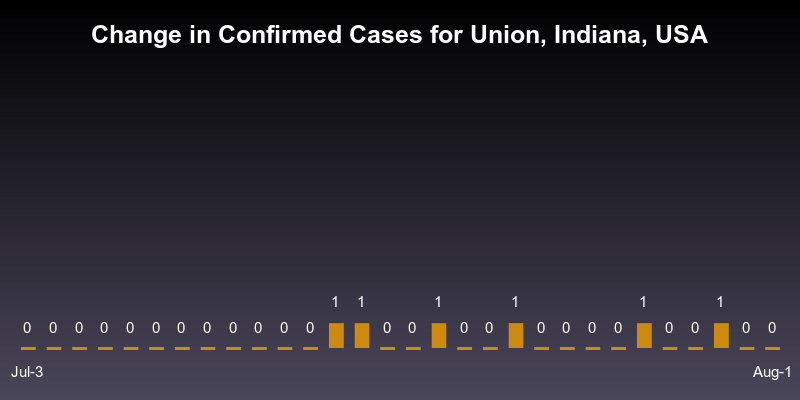 Change in Confirmed Cases for Union, Indiana, USA
1 1 1 1 1 1
0 0 0 0 0 0 0 0 0 0 0 0 0 0 0 0 0 0 0 0 0 0 0 0
Jul-3 Aug-1